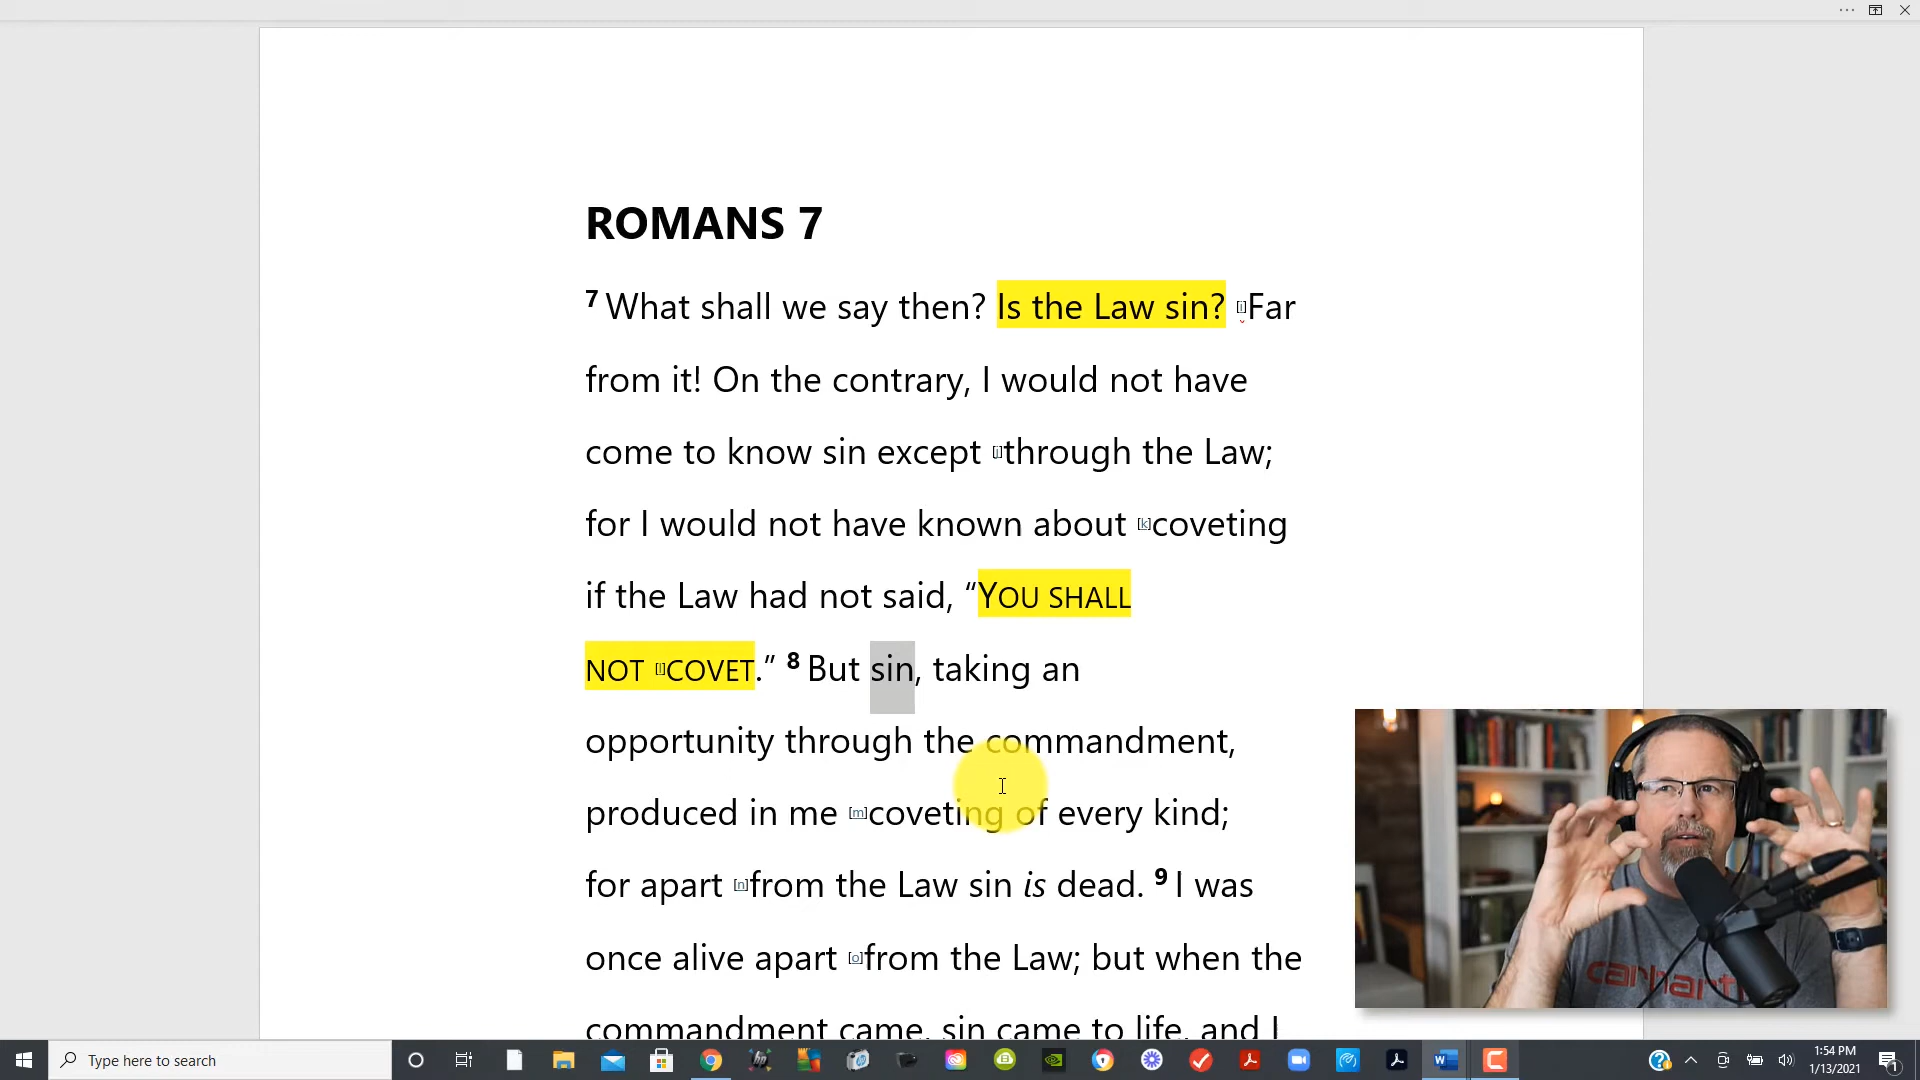 ROMANS 7
7 What shall we say then? Is the Law sin? [i]Far
from it! On the contrary, I would not have
come to know sin except [j]through the Law;
for I would not have known about [k]coveting
if the Law had not said, “YOU SHALL
NOT [l]COVET.” 8 But sin, taking an
opportunity through the commandment,
produced in me [m]coveting of every kind;
for apart [n]from the Law sin is dead. 9 I was
once alive apart [o]from the Law; but when the
commandment came, sin came to life, and I
carhartt
Type here to search
1:54 PM
1/13/2021
1